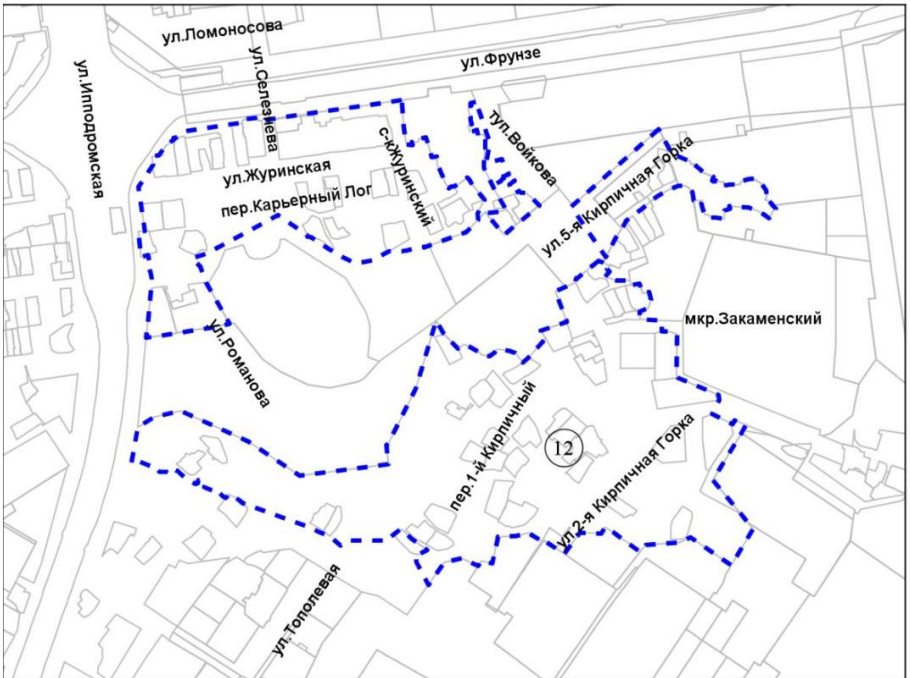 ул.Ломоносова
ул.Фрунзе
ул.Селезнева
ул.Ипподромская
Туп.Войкова
с-кЖуринский
ул.Журинская
пер.Карьерный Лог
ул.5-я Кирпичная Горка
мкр.Закаменский
ул.Романова
пер.1-й Кирпичный
12
ул.2-я Кирпичная Горка
ул.Тополевая